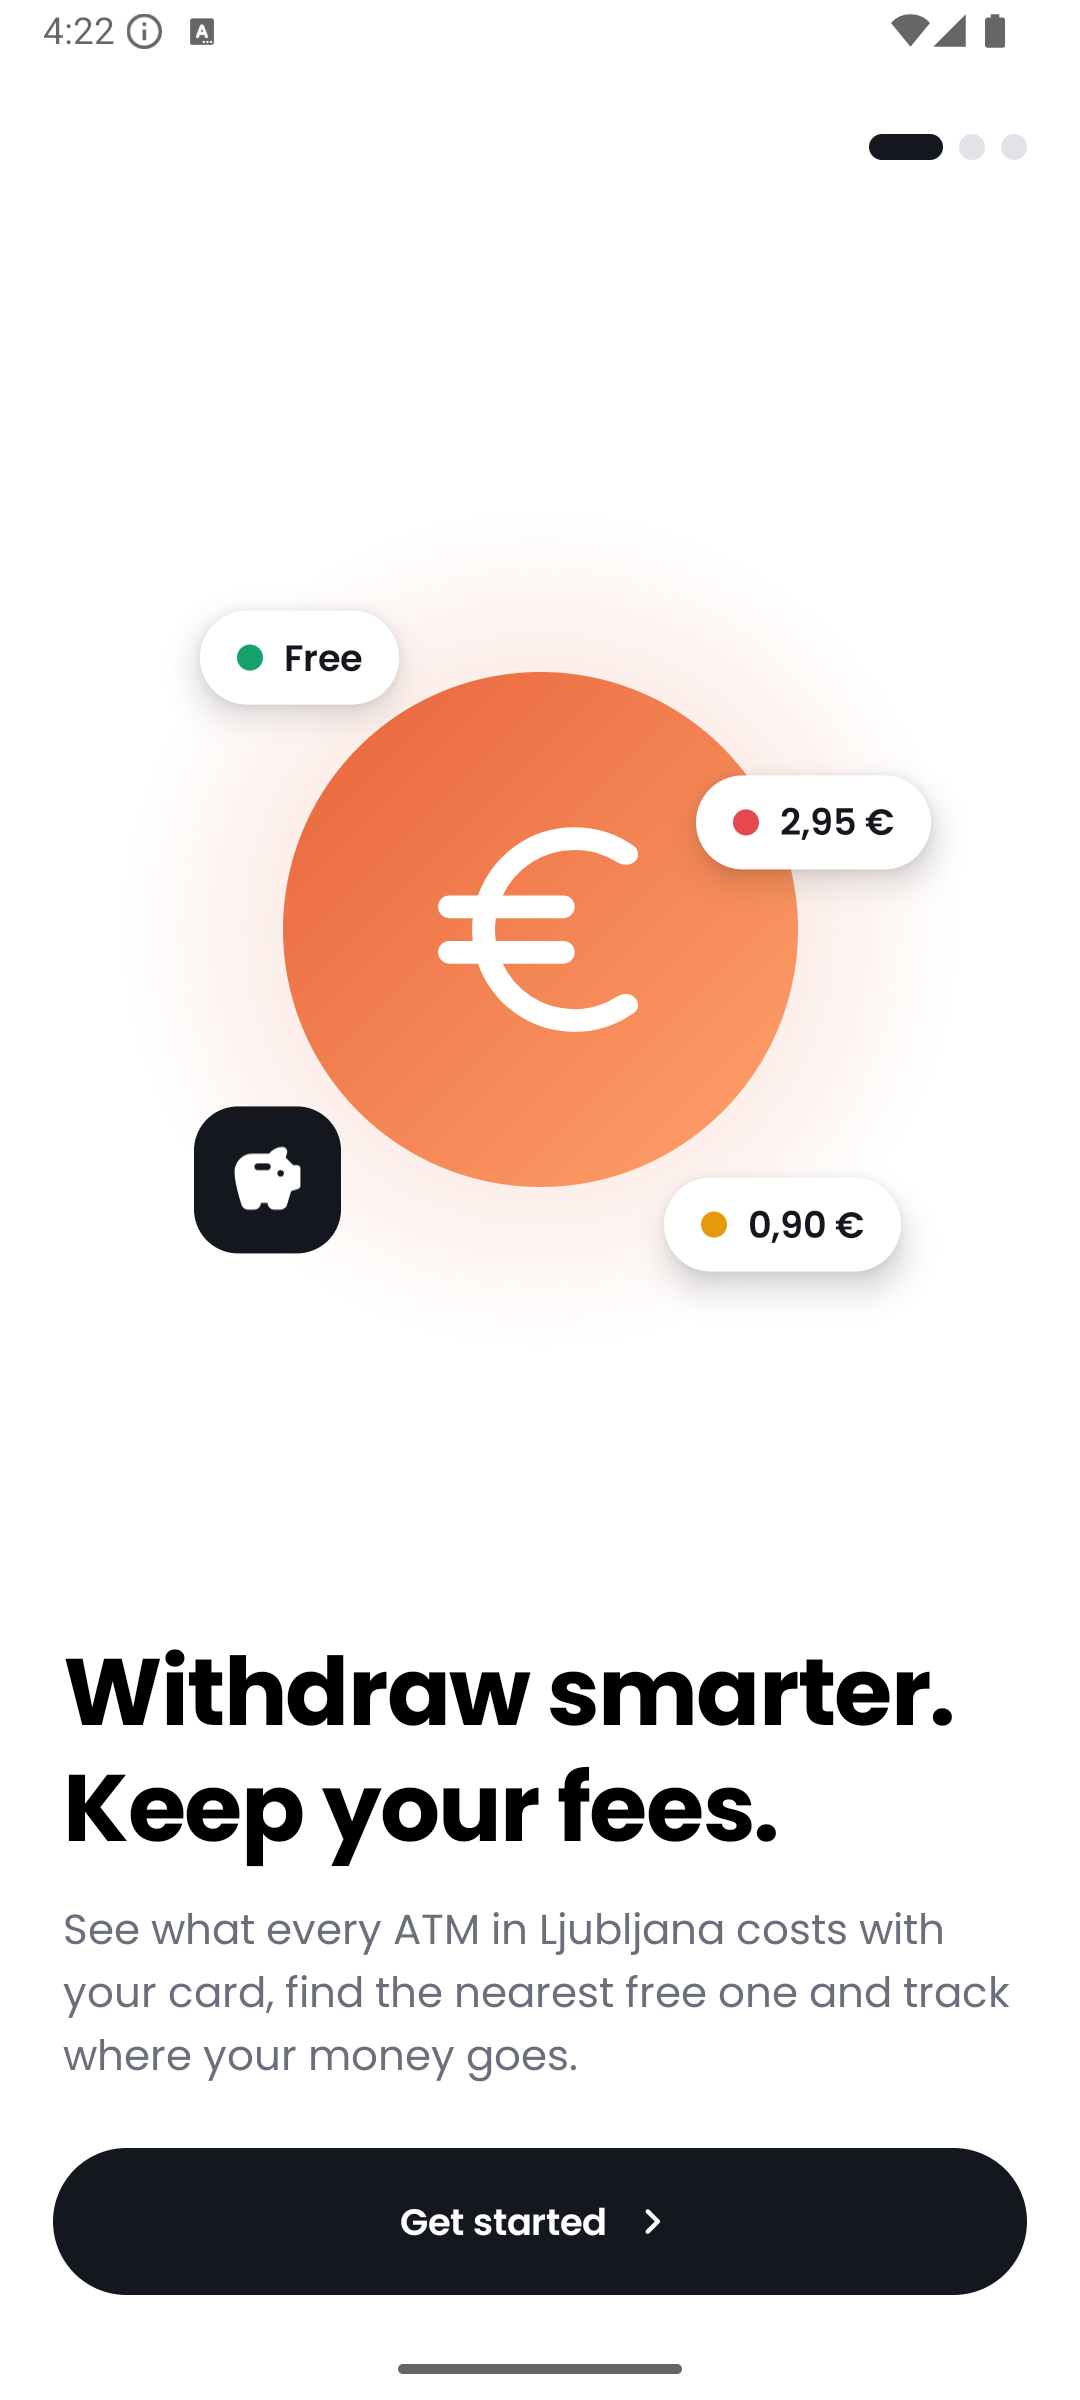 4:22
Free
2,95 €
€
0,90 €
Withdraw smarter.
Keep your fees.
See what every ATM in Ljubljana costs with
your card, find the nearest free one and track
where your money goes.
Get started